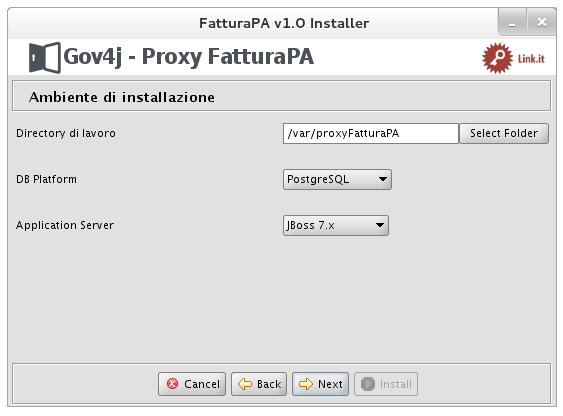 FatturaPA v1.0 Installer
Gov4j - Proxy FatturaPA
Link.it
Ambiente di installazione
Directory di lavoro
/var/proxyFatturaPA
Select Folder
DB Platform
PostgreSQL
Application Server
JBoss 7.x
Cancel
Back
Next
Install